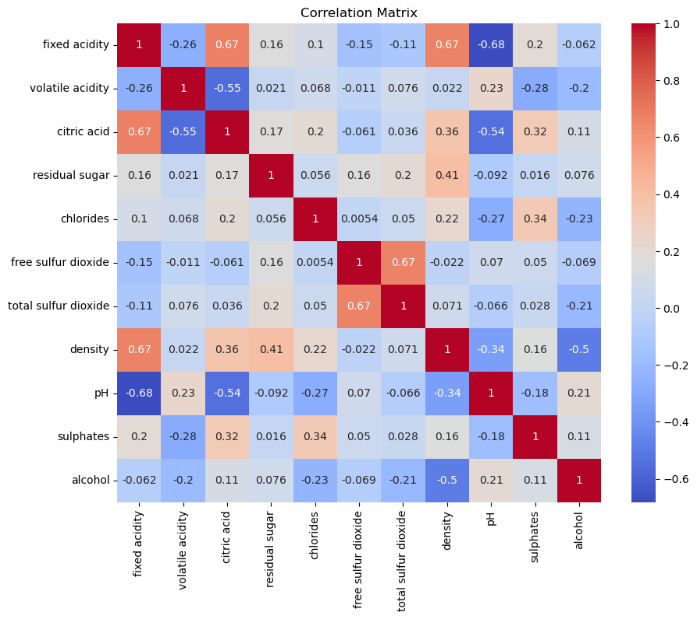 Correlation Matrix
fixed acidity 1 -0.26 0.67 0.16 0.1 -0.15 -0.11 0.67 -0.68 0.2 -0.062
volatile acidity -0.26 1 -0.55 0.021 0.068 -0.011 0.076 0.022 0.23 -0.28 -0.2
citric acid 0.67 -0.55 1 0.17 0.2 -0.061 0.036 0.36 -0.54 0.32 0.11
residual sugar 0.16 0.021 0.17 1 0.056 0.16 0.2 0.41 -0.092 0.016 0.076
chlorides 0.1 0.068 0.2 0.056 1 0.0054 0.05 0.22 -0.27 0.34 -0.23
free sulfur dioxide -0.15 -0.011 -0.061 0.16 0.0054 1 0.67 -0.022 0.07 0.05 -0.069
total sulfur dioxide -0.11 0.076 0.036 0.2 0.05 0.67 1 0.071 -0.066 0.028 -0.21
density 0.67 0.022 0.36 0.41 0.22 -0.022 0.071 1 -0.34 0.16 -0.5
pH -0.68 0.23 -0.54 -0.092 -0.27 0.07 -0.066 -0.34 1 -0.18 0.21
sulphates 0.2 -0.28 0.32 0.016 0.34 0.05 0.028 0.16 -0.18 1 0.11
alcohol -0.062 -0.2 0.11 0.076 -0.23 -0.069 -0.21 -0.5 0.21 0.11 1
fixed acidity
volatile acidity
citric acid
residual sugar
chlorides
free sulfur dioxide
total sulfur dioxide
density
pH
sulphates
alcohol
1.0
0.8
0.6
0.4
0.2
0.0
−0.2
−0.4
−0.6